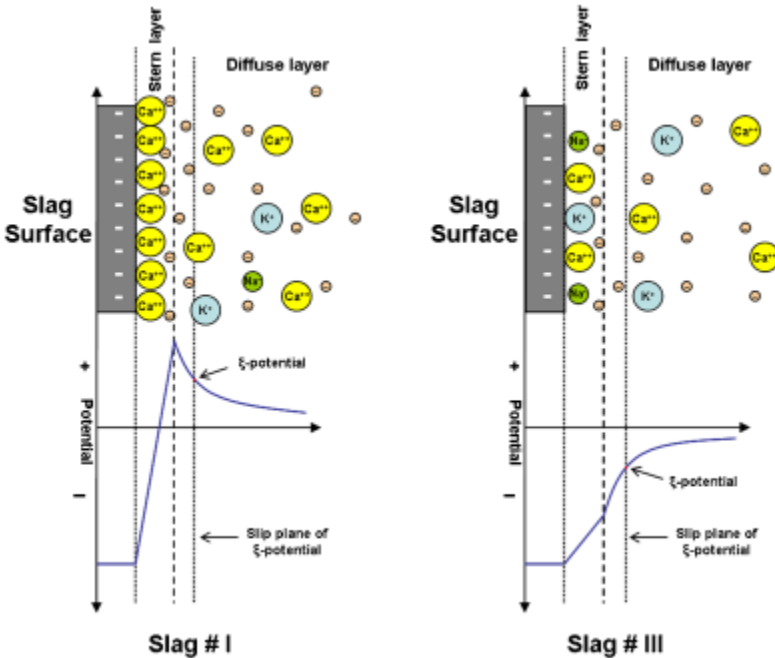 Stern layer
Diffuse layer
Ca++
Ca++
Ca++
Ca++
Ca++
Ca++
Ca++
Ca++
Ca++
Ca++
Ca++
Ca++
K+
K+
Na+
Slag
Surface
+
Potential
–
ξ-potential
Slip plane of
ξ-potential
Slag # I
Stern layer
Diffuse layer
Na+
Ca++
K+
Ca++
Na+
K+
Ca++
Ca++
Ca++
K+
Slag
Surface
+
Potential
–
ξ-potential
Slip plane of
ξ-potential
Slag # III